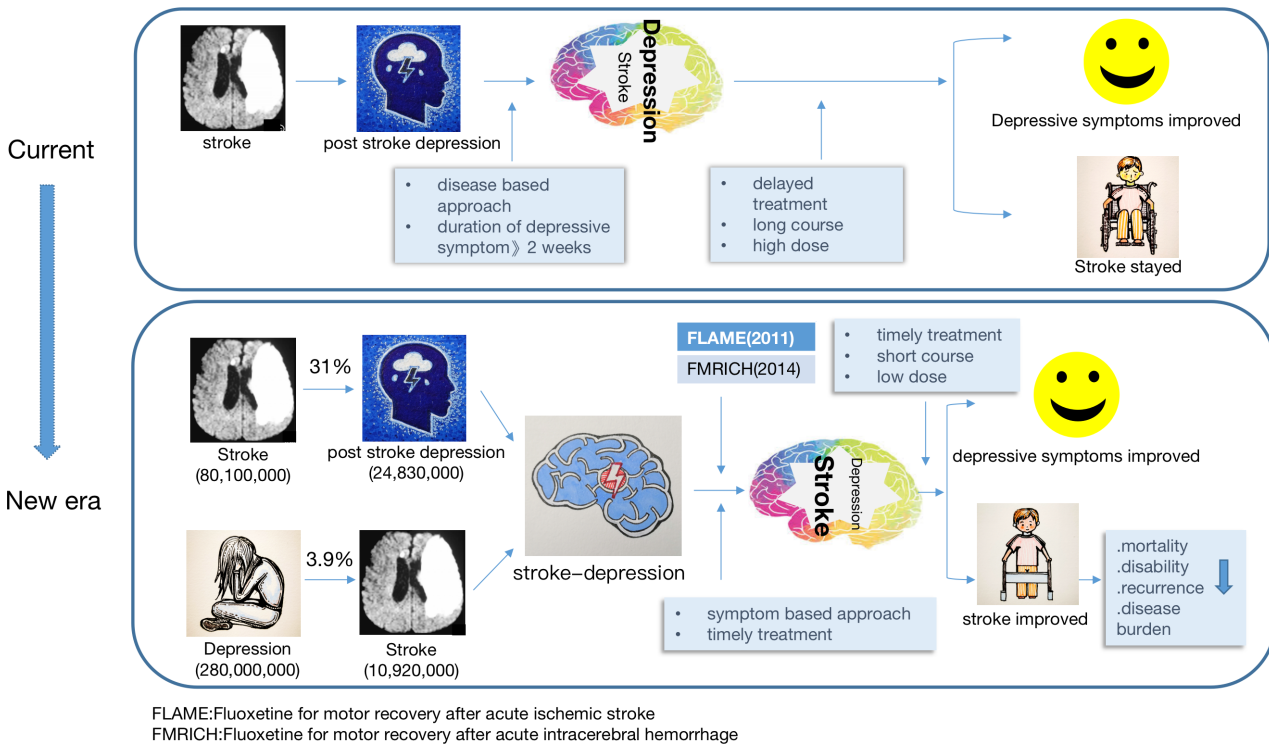 Current
stroke
post stroke depression
• disease based
approach
• duration of depressive
symptom》2 weeks
Depression
Stroke
• delayed
treatment
• long course
• high dose
Depressive symptoms improved
Stroke stayed
New era
Stroke
(80,100,000)
31%
post stroke depression
(24,830,000)
Depression
(280,000,000)
3.9%
Stroke
(10,920,000)
stroke–depression
FLAME(2011)
FMRICH(2014)
• symptom based approach
• timely treatment
Stroke
Depression
• timely treatment
• short course
• low dose
depressive symptoms improved
stroke improved
.mortality
.disability
.recurrence
.disease
burden
FLAME:Fluoxetine for motor recovery after acute ischemic stroke
FMRICH:Fluoxetine for motor recovery after acute intracerebral hemorrhage